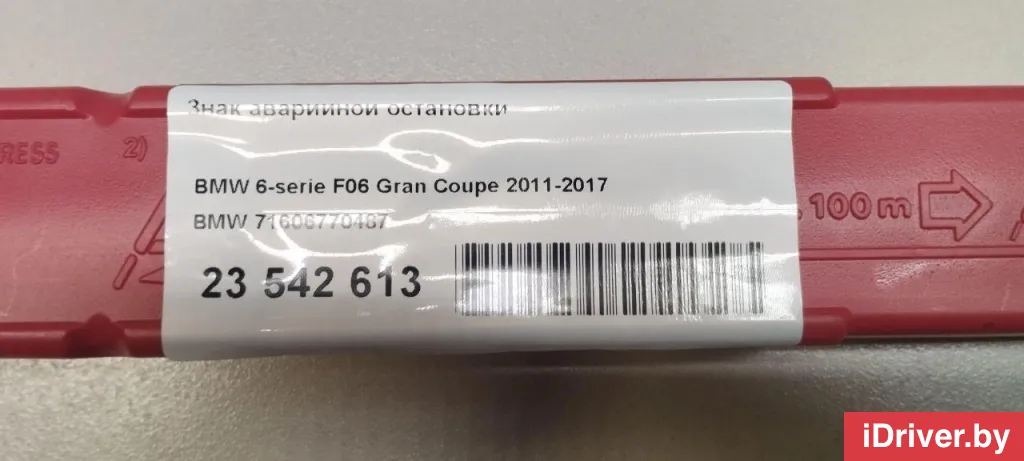 Знак аварийной остановки
RESS 2)
BMW 6-serie F06 Gran Coupe 2011-2017
100 m
BMW 71606770487
23 542 613
iDriver.by